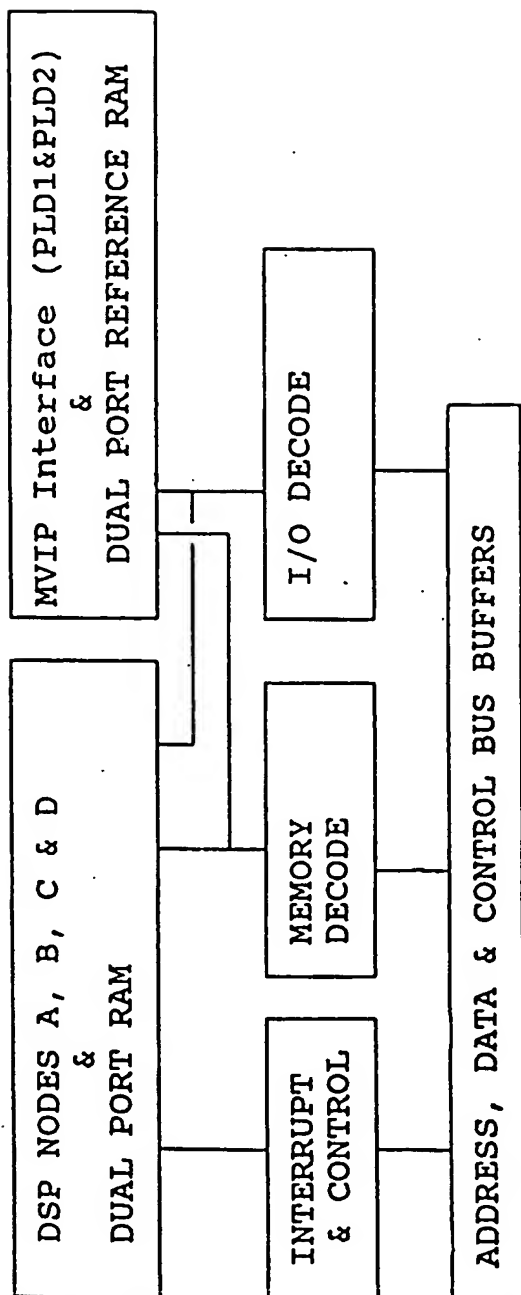 DSP NODES A, B, C & D
&
DUAL PORT RAM
MVIP Interface (PLD1&PLD2)
&
DUAL PORT REFERENCE RAM
INTERRUPT
& CONTROL
MEMORY
DECODE
I/O DECODE
ADDRESS, DATA & CONTROL BUS BUFFERS